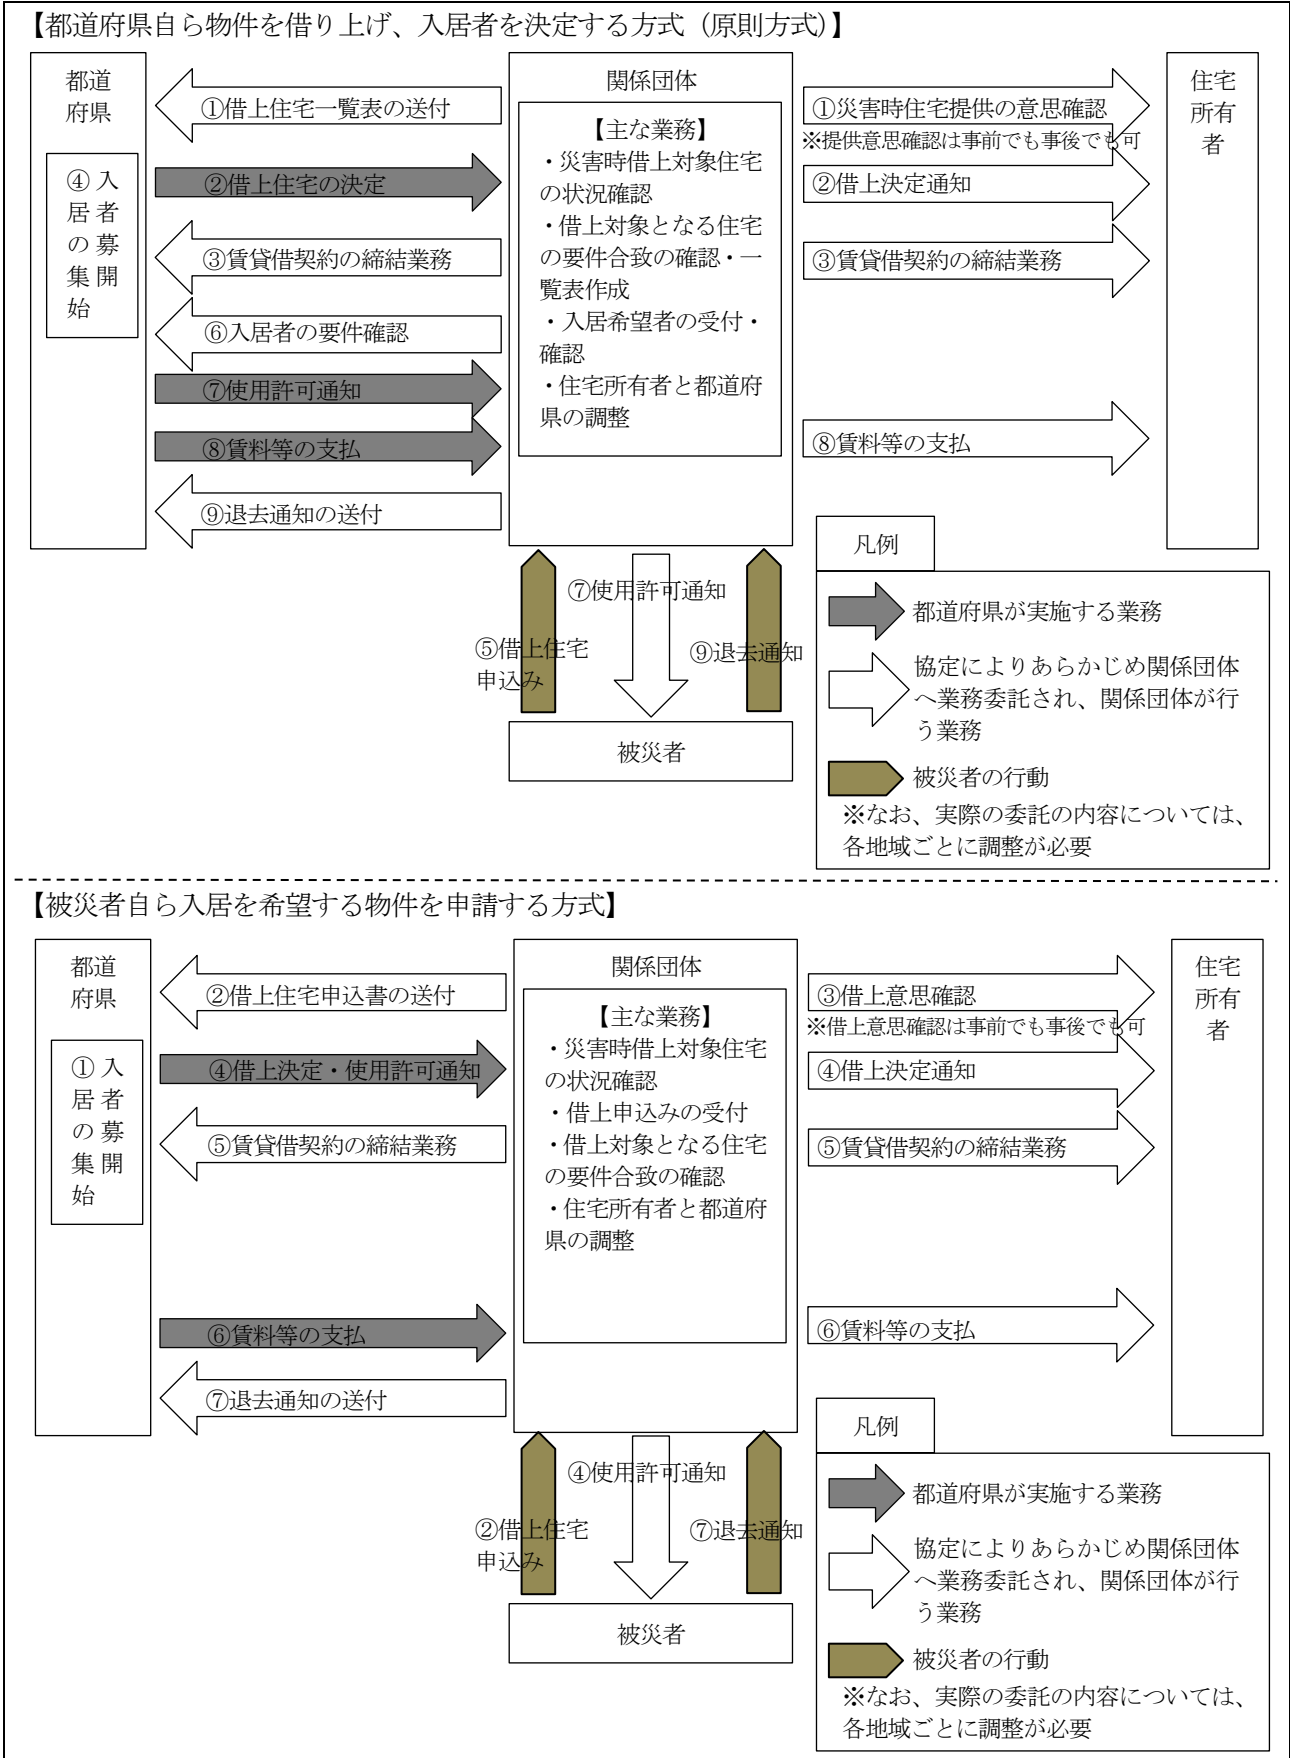 【都道府県自ら物件を借り上げ、入居者を決定する方式（原則方式）】
都道
府県
④入
居者
の募
集開
始
①借上住宅一覧表の送付
②借上住宅の決定
③賃貸借契約の締結業務
⑥入居者の要件確認
⑦使用許可通知
⑧賃料等の支払
⑨退去通知の送付
関係団体
【主な業務】
・災害時借上対象住宅
の状況確認
・借上対象となる住宅
の要件合致の確認・一
覧表作成
・入居希望者の受付・
確認
・住宅所有者と都道府
県の調整
①災害時住宅提供の意思確認
※提供意思確認は事前でも事後でも可
②借上決定通知
③賃貸借契約の締結業務
⑧賃料等の支払
住宅
所有
者
⑦使用許可通知
⑤借上住宅
申込み
⑨退去通知
被災者
凡例
都道府県が実施する業務
協定によりあらかじめ関係団体
へ業務委託され、関係団体が行
う業務
被災者の行動
※なお、実際の委託の内容については、
各地域ごとに調整が必要
【被災者自ら入居を希望する物件を申請する方式】
都道
府県
①入
居者
の募
集開
始
②借上住宅申込書の送付
④借上決定・使用許可通知
⑤賃貸借契約の締結業務
⑥賃料等の支払
⑦退去通知の送付
関係団体
【主な業務】
・災害時借上対象住宅
の状況確認
・借上申込みの受付
・借上対象となる住宅
の要件合致の確認
・住宅所有者と都道府
県の調整
③借上意思確認
※借上意思確認は事前でも事後でも可
④借上決定通知
⑤賃貸借契約の締結業務
⑥賃料等の支払
住宅
所有
者
④使用許可通知
②借上住宅
申込み
⑦退去通知
被災者
凡例
都道府県が実施する業務
協定によりあらかじめ関係団体
へ業務委託され、関係団体が行
う業務
被災者の行動
※なお、実際の委託の内容については、
各地域ごとに調整が必要